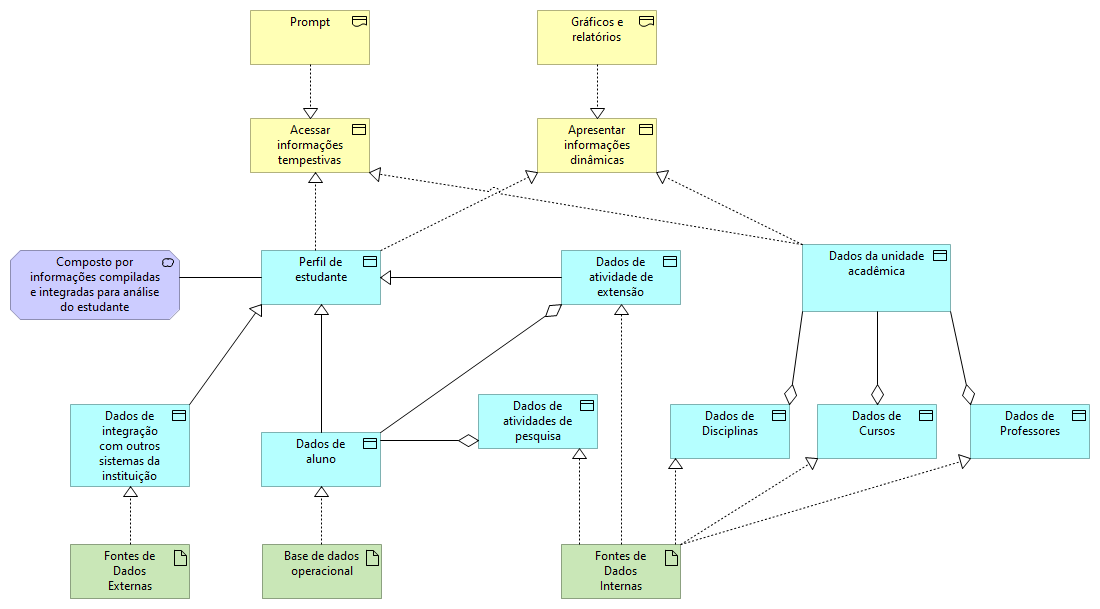 Prompt
Gráficos e
relatórios
Acessar
informações
tempestivas
Apresentar
informações
dinâmicas
Composto por
informações compiladas
e integradas para análise
do estudante
Perfil de
estudante
Dados de
atividade de
extensão
Dados da unidade
acadêmica
Dados de
integração
com outros
sistemas da
instituição
Dados de
aluno
Dados de
atividades de
pesquisa
Dados de
Disciplinas
Dados de
Cursos
Dados de
Professores
Fontes de
Dados
Externas
Base de dados
operacional
Fontes de
Dados
Internas